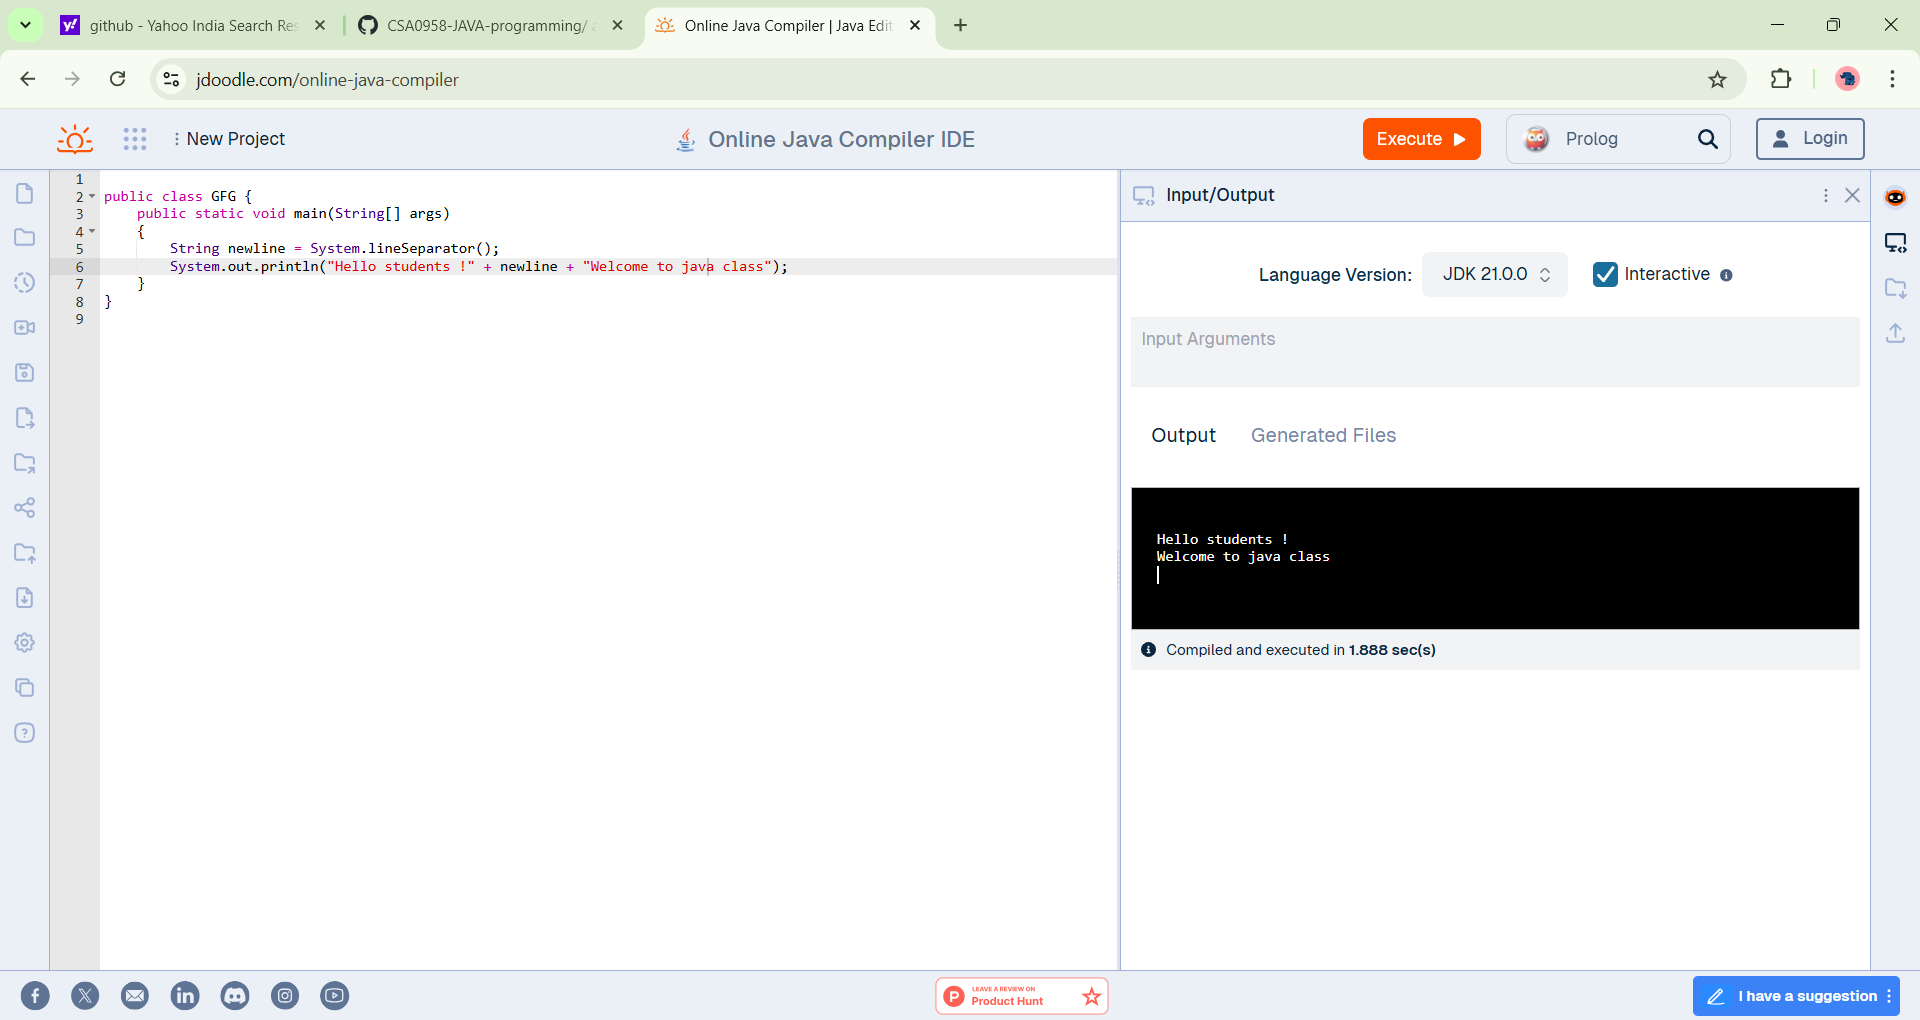 github - Yahoo India Search Res
CSA0958-JAVA-programming/ a
Online Java Compiler | Java Edit
jdoodle.com/online-java-compiler
New Project
Online Java Compiler IDE
Execute
Prolog
Login
1
2 public class GFG {
3 public static void main(String[] args)
4 {
5 String newline = System.lineSeparator();
6 System.out.println("Hello students !" + newline + "Welcome to java class");
7 }
8 }
9
Input/Output
Language Version: JDK 21.0.0 Interactive
Input Arguments
Output Generated Files
Hello students !
Welcome to java class
Compiled and executed in 1.888 sec(s)
LEAVE A REVIEW ON
Product Hunt
I have a suggestion